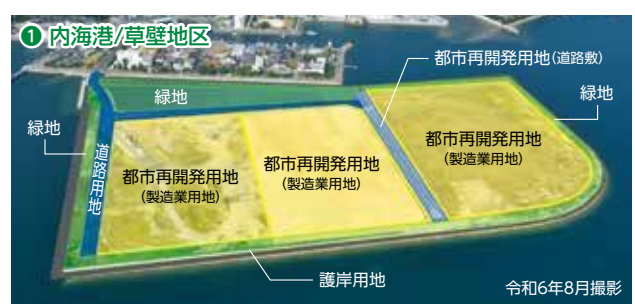 ❶ 内海港/草壁地区
都市再開発用地(道路敷)
緑地
緑地
緑地
道路用地
都市再開発用地
(製造業用地)
都市再開発用地
(製造業用地)
都市再開発用地
(製造業用地)
護岸用地
令和6年8月撮影